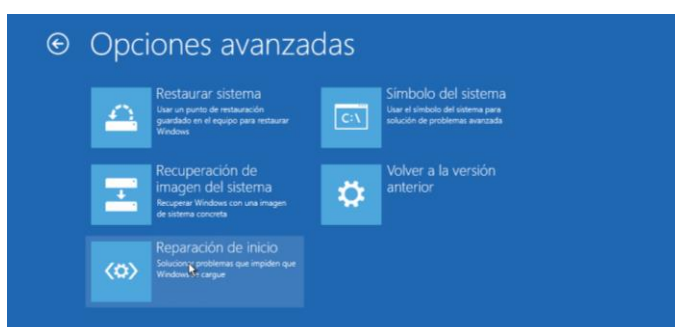 Opciones avanzadas
Restaurar sistema
Usar un punto de restauración
guardado en el equipo para restaurar
Windows
Símbolo del sistema
Usar el símbolo del sistema para
solución de problemas avanzada
C:\
Recuperación de
imagen del sistema
Recuperar Windows con una imagen
de sistema concreta
Volver a la versión
anterior
Reparación de inicio
Solucionar problemas que impiden que
Windows se cargue